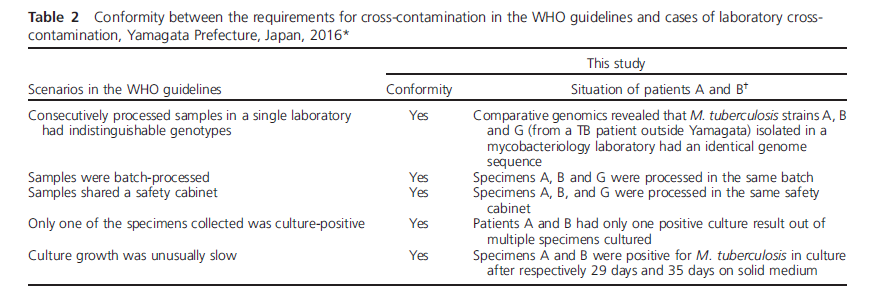 Table 2 Conformity between the requirements for cross-contamination in the WHO guidelines and cases of laboratory cross-
contamination, Yamagata Prefecture, Japan, 2016*
This study
Scenarios in the WHO guidelines Conformity Situation of patients A and B†
Consecutively processed samples in a single laboratory Yes Comparative genomics revealed that M. tuberculosis strains A, B
had indistinguishable genotypes and G (from a TB patient outside Yamagata) isolated in a
mycobacteriology laboratory had an identical genome
sequence
Samples were batch-processed Yes Specimens A, B and G were processed in the same batch
Samples shared a safety cabinet Yes Specimens A, B, and G were processed in the same safety
cabinet
Only one of the specimens collected was culture-positive Yes Patients A and B had only one positive culture result out of
multiple specimens cultured
Culture growth was unusually slow Yes Specimens A and B were positive for M. tuberculosis in culture
after respectively 29 days and 35 days on solid medium